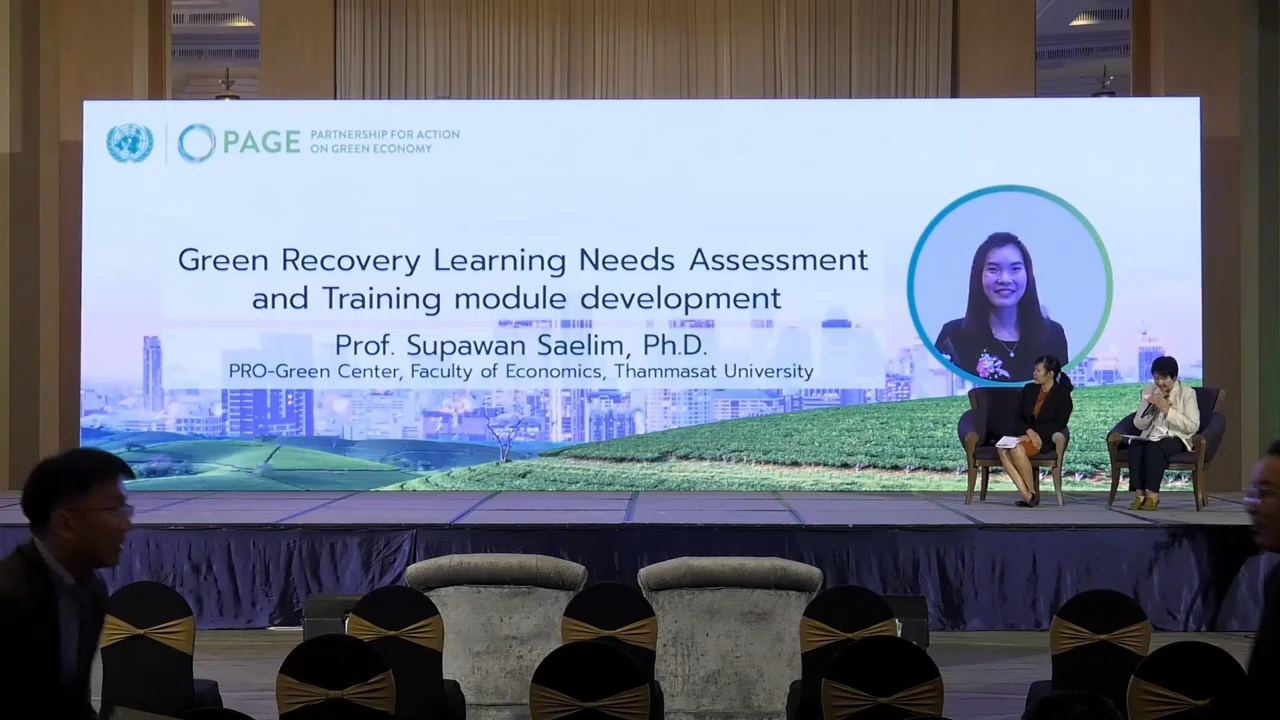 PAGE
PARTNERSHIP FOR ACTION
ON GREEN ECONOMY
Green Recovery Learning Needs Assessment
and Training module development
Prof. Supawan Saelim, Ph.D.
PRO-Green Center, Faculty of Economics, Thammasat University